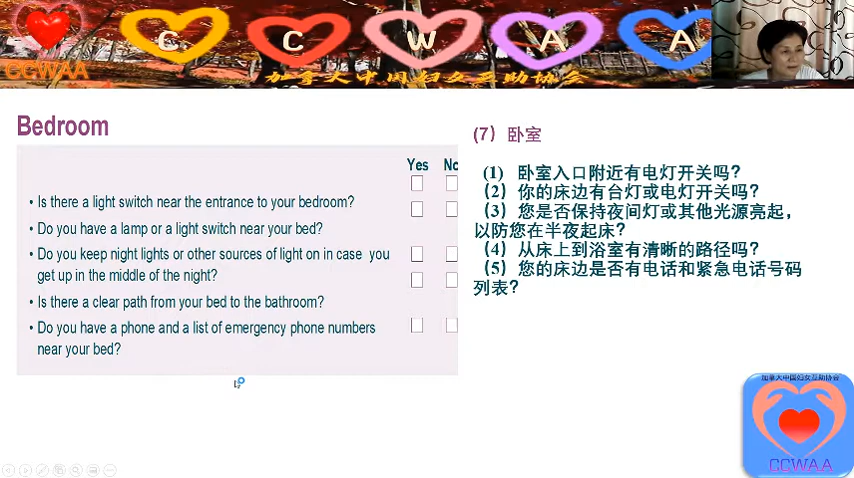 C C W A A
CCWAA
加拿大中国妇女互助协会
Bedroom
Yes No
• Is there a light switch near the entrance to your bedroom?
• Do you have a lamp or a light switch near your bed?
• Do you keep night lights or other sources of light on in case you
get up in the middle of the night?
• Is there a clear path from your bed to the bathroom?
• Do you have a phone and a list of emergency phone numbers
near your bed?
(7）卧室
(1) 卧室入口附近有电灯开关吗?
(2）你的床边有台灯或电灯开关吗?
(3）您是否保持夜间灯或其他光源亮起，
以防您在半夜起床?
(4）从床上到浴室有清晰的路径吗?
(5）您的床边是否有电话和紧急电话号码
列表?
加拿大中国妇女互助协会
CCWAA